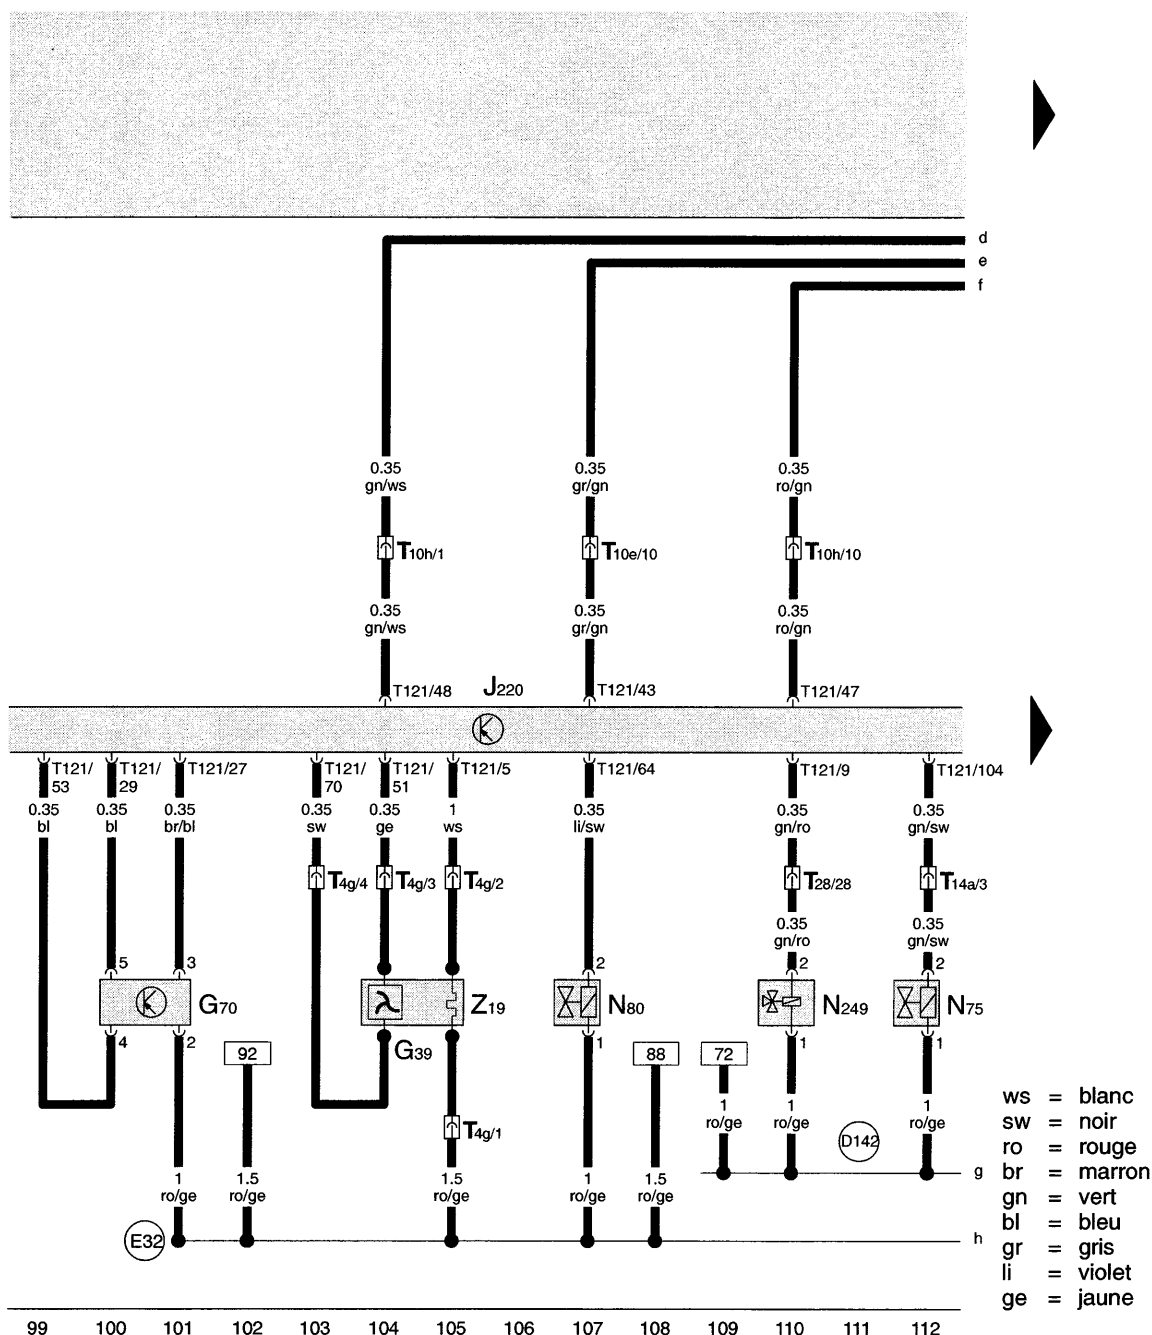 d
e
f
0.35 0.35 0.35
gn/ws gr/gn ro/gn
T10h/1 T10e/10 T10h/10
0.35 0.35 0.35
gn/ws gr/gn ro/gn
T121/48 J220 T121/43 T121/47
T121/53 T121/29 T121/27 T121/70 T121/51 T121/5 T121/64 T121/9 T121/104
0.35 0.35 0.35 0.35 0.35 1 0.35 0.35 0.35
bl bl br/bl sw ge ws li/sw gn/ro gn/sw
T4g/4 T4g/3 T4g/2 T28/28 T14a/3
0.35 0.35
gn/ro gn/sw
5 3 2 2 2
G70 Z19 N80 N249 N75
4 2 G39 1 1 1
92 88 72
1 1 1
ro/ge ro/ge ro/ge
T4g/1 D142
g
1 1.5 1.5 1 1.5
ro/ge ro/ge ro/ge ro/ge ro/ge
E32 h
ws = blanc
sw = noir
ro = rouge
br = marron
gn = vert
bl = bleu
gr = gris
li = violet
ge = jaune
99 100 101 102 103 104 105 106 107 108 109 110 111 112